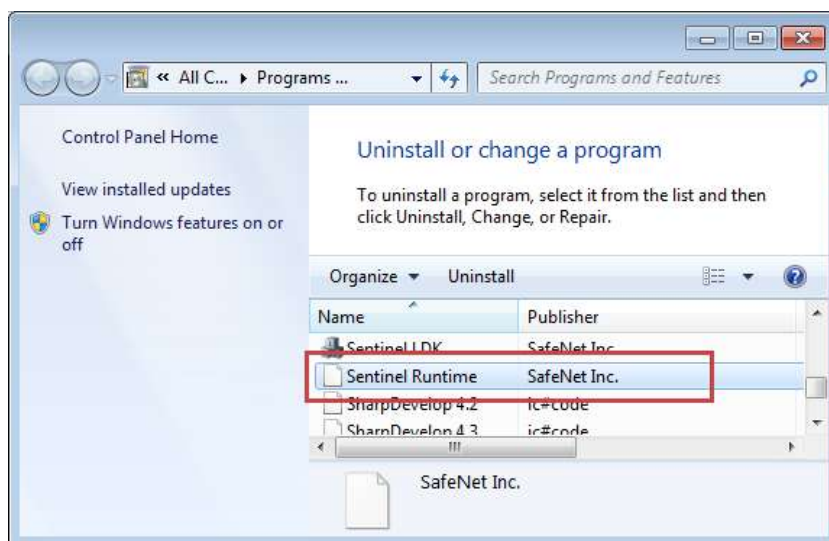 « All C... ▸ Programs ...
Search Programs and Features
Control Panel Home
View installed updates
Turn Windows features on or
off
Uninstall or change a program
To uninstall a program, select it from the list and then
click Uninstall, Change, or Repair.
Organize Uninstall
Name Publisher
Sentinel LDK SafeNet Inc.
Sentinel Runtime SafeNet Inc.
SharpDevelop 4.2 ic#code
SharpDevelop 4.3 ic#code
SafeNet Inc.